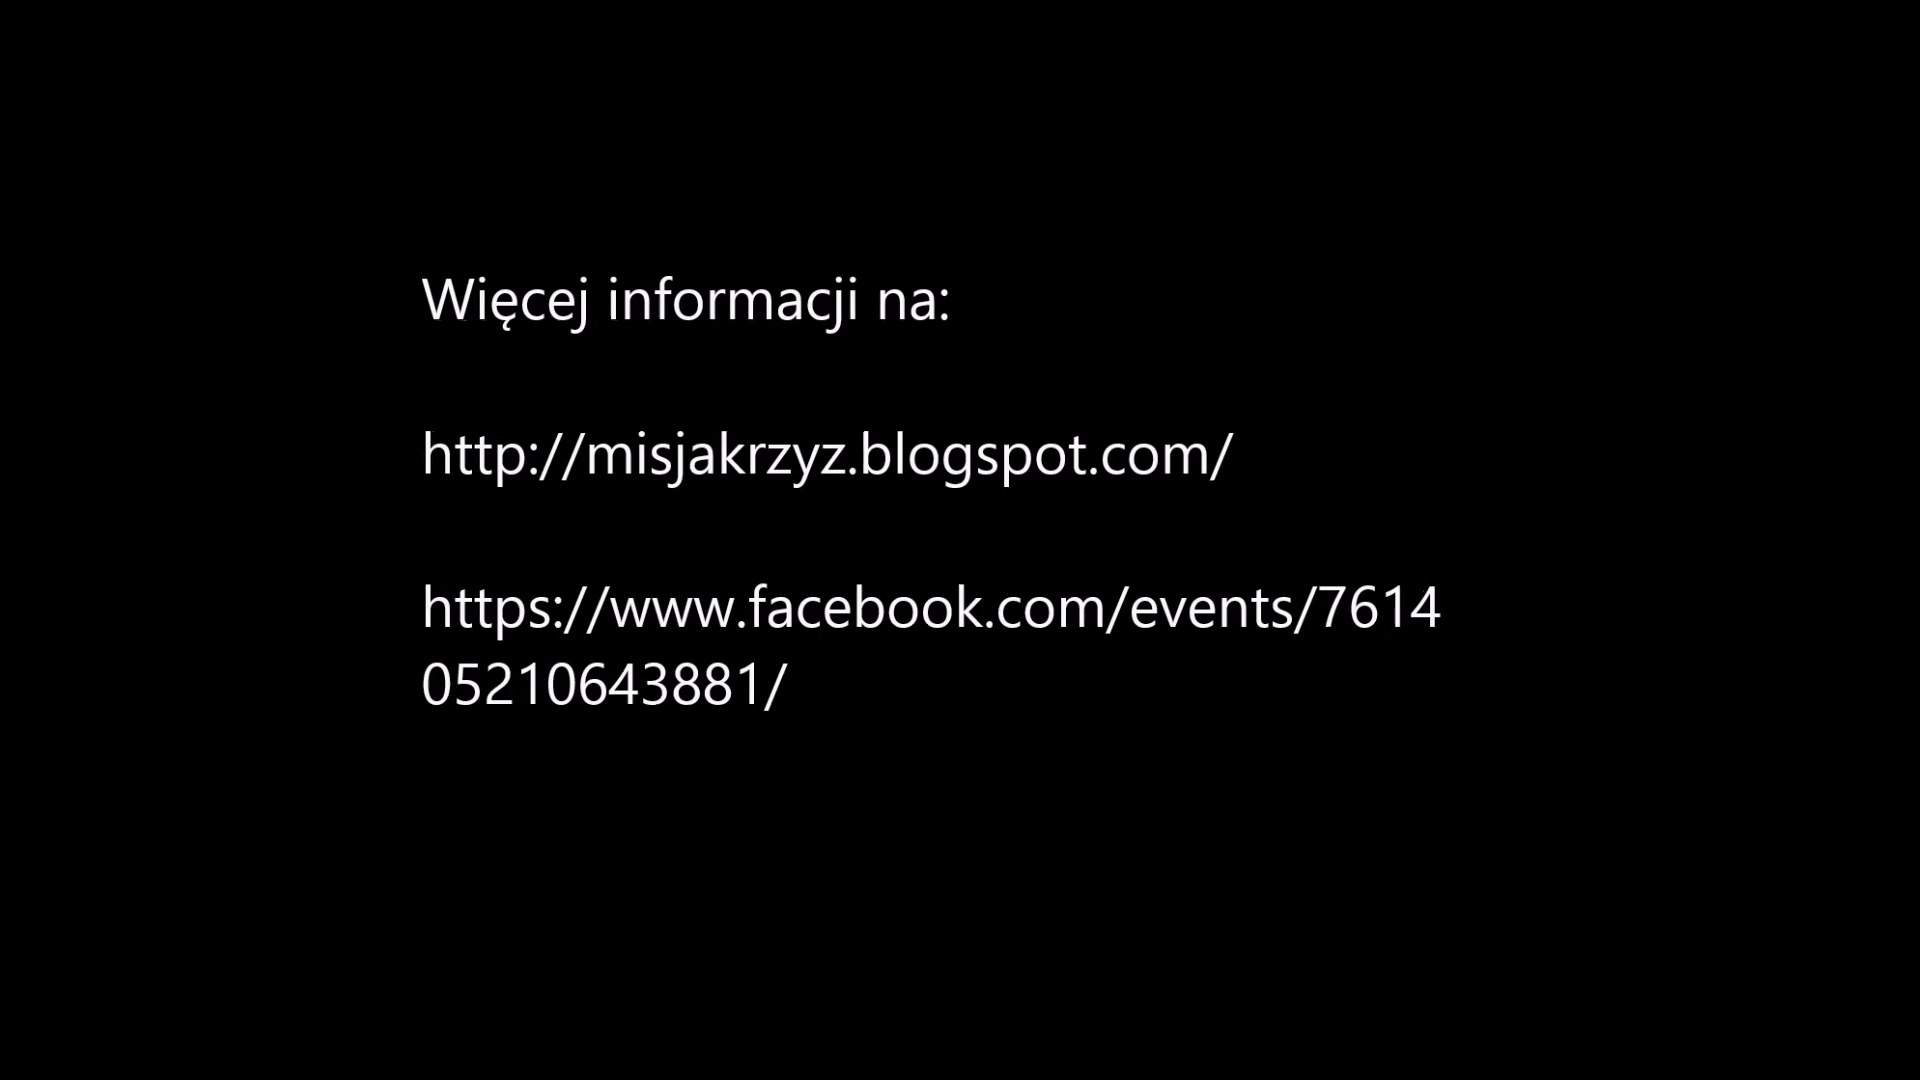 Więcej informacji na:
http://misjakrzyz.blogspot.com/
https://www.facebook.com/events/7614
05210643881/